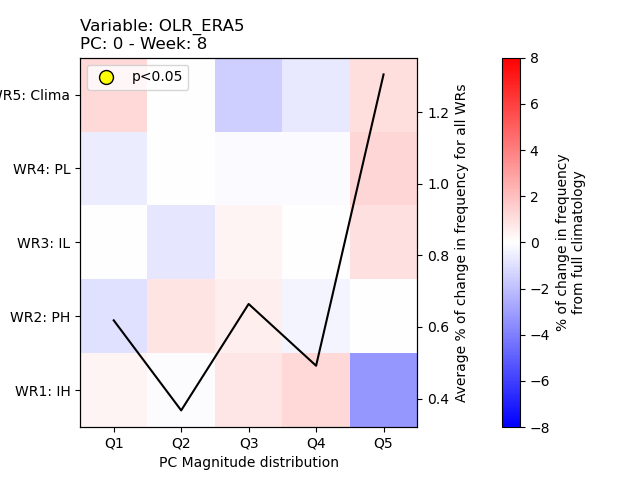 Variable: OLR_ERA5
PC: 0 - Week: 8
p<0.05
WR5: Clima
WR4: PL
WR3: IL
WR2: PH
WR1: IH
Q1 Q2 Q3 Q4 Q5
PC Magnitude distribution
1.2
1.0
0.8
0.6
0.4
Average % of change in frequency for all WRs
8
6
4
2
0
−2
−4
−6
−8
% of change in frequency
from full climatology